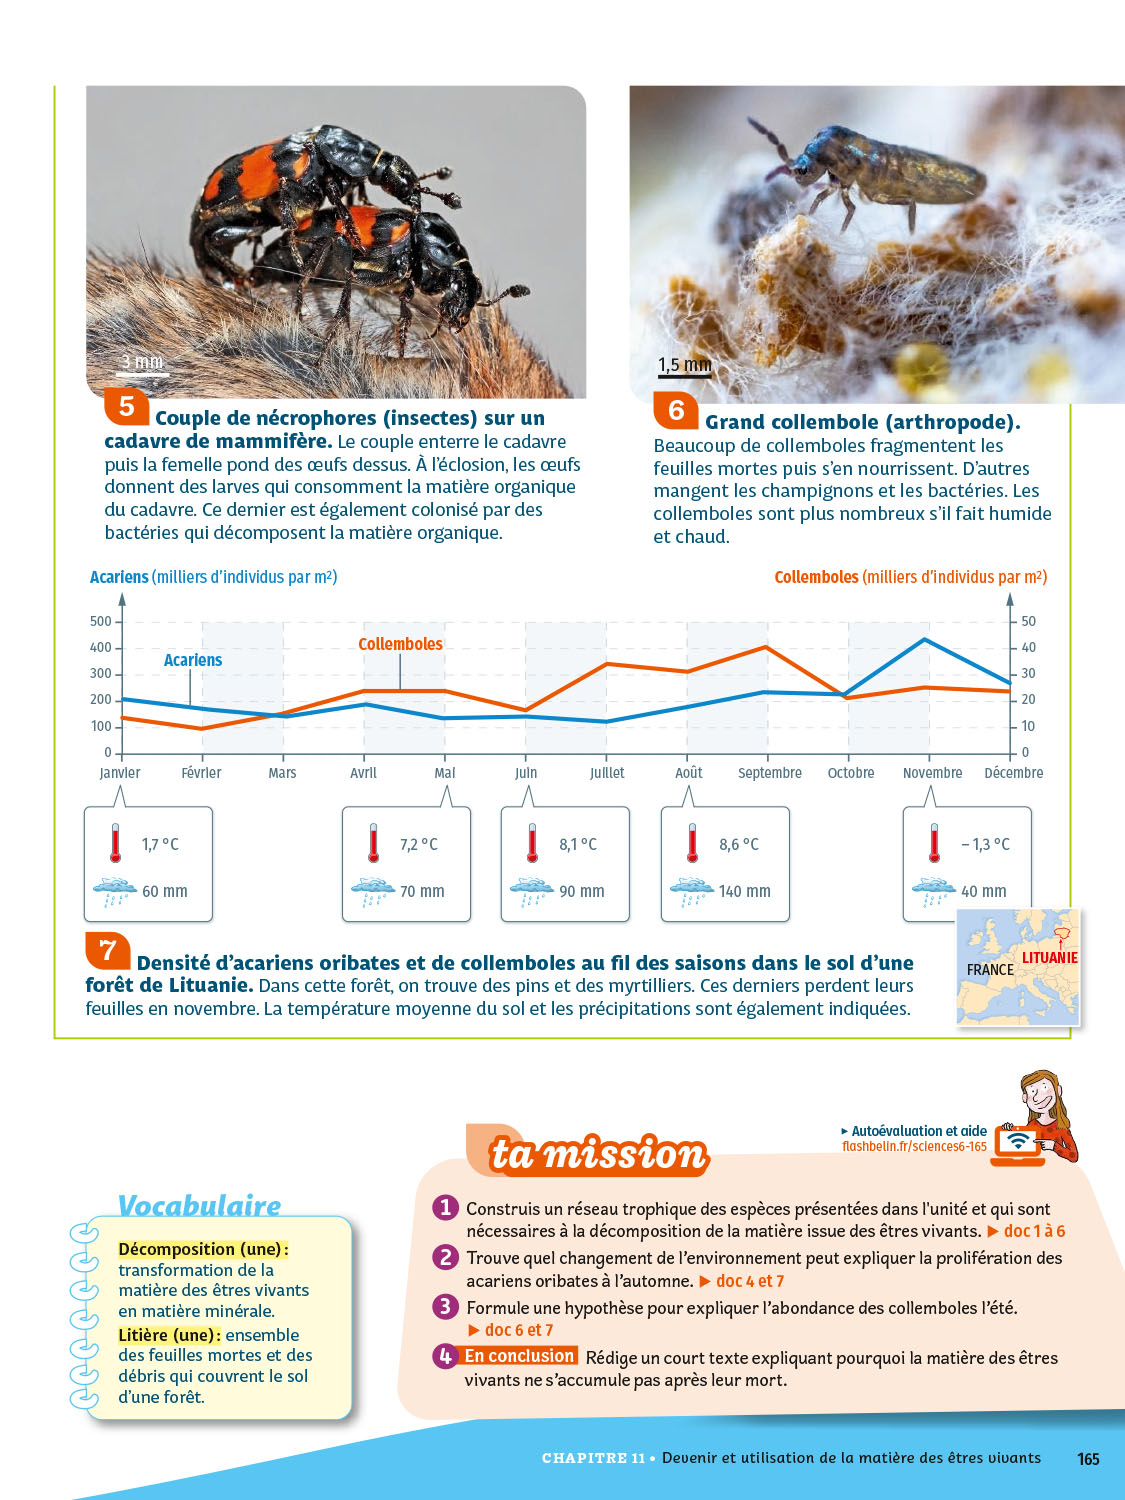 3 mm
1,5 mm
5 Couple de nécrophores (insectes) sur un
cadavre de mammifère. Le couple enterre le cadavre
puis la femelle pond des œufs dessus. À l'éclosion, les œufs
donnent des larves qui consomment la matière organique
du cadavre. Ce dernier est également colonisé par des
bactéries qui décomposent la matière organique.
6 Grand collembole (arthropode).
Beaucoup de collemboles fragmentent les
feuilles mortes puis s'en nourrissent. D'autres
mangent les champignons et les bactéries. Les
collemboles sont plus nombreux s'il fait humide
et chaud.
Acariens (milliers d'individus par m²)
Collemboles (milliers d'individus par m²)
500
400
300
200
100
0
Acariens
Collemboles
50
40
30
20
10
0
Janvier Février Mars Avril Mai Juin Juillet Août Septembre Octobre Novembre Décembre
1,7 °C
60 mm
7,2 °C
70 mm
8,1 °C
90 mm
8,6 °C
140 mm
– 1,3 °C
40 mm
7 Densité d'acariens oribates et de collemboles au fil des saisons dans le sol d'une
forêt de Lituanie. Dans cette forêt, on trouve des pins et des myrtilliers. Ces derniers perdent leurs
feuilles en novembre. La température moyenne du sol et les précipitations sont également indiquées.
LITUANIE
FRANCE
ta mission
▸ Autoévaluation et aide
flashbelin.fr/sciences6-165
1 Construis un réseau trophique des espèces présentées dans l'unité et qui sont
nécessaires à la décomposition de la matière issue des êtres vivants. ▶ doc 1 à 6
2 Trouve quel changement de l'environnement peut expliquer la prolifération des
acariens oribates à l'automne. ▶ doc 4 et 7
3 Formule une hypothèse pour expliquer l'abondance des collemboles l'été.
▶ doc 6 et 7
4 En conclusion Rédige un court texte expliquant pourquoi la matière des êtres
vivants ne s'accumule pas après leur mort.
Vocabulaire
Décomposition (une) :
transformation de la
matière des êtres vivants
en matière minérale.
Litière (une) : ensemble
des feuilles mortes et des
débris qui couvrent le sol
d'une forêt.
CHAPITRE 11 • Devenir et utilisation de la matière des êtres vivants 165